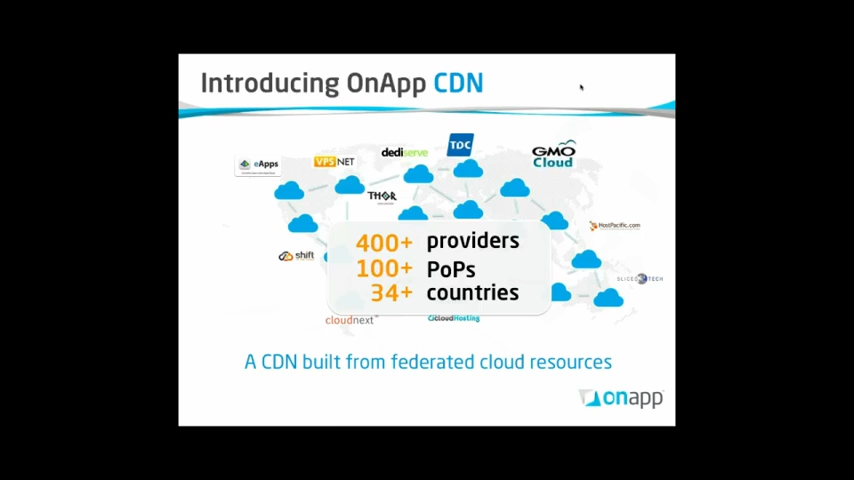 Introducing OnApp CDN
eApps
VPS NET
dediserve
TDC
GMO
Cloud
THOR
HostPacific.com
shift
400+ providers
100+ PoPs
34+ countries
SLICED TECH
cloudnext
CloudHosting
A CDN built from federated cloud resources
onapp